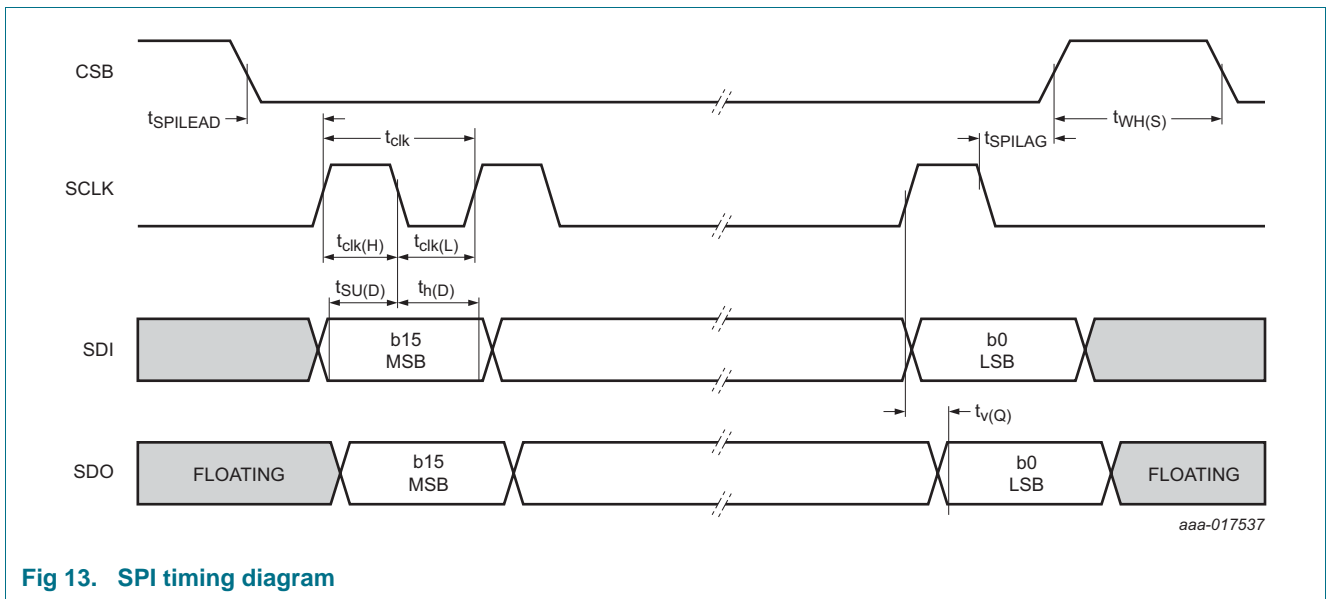 CSB
tSPILEAD
tclk
tSPILAG
tWH(S)
SCLK
tclk(H)
tclk(L)
tSU(D)
th(D)
SDI
b15
MSB
b0
LSB
tv(Q)
SDO
FLOATING
b15
MSB
b0
LSB
FLOATING
aaa-017537
Fig 13. SPI timing diagram